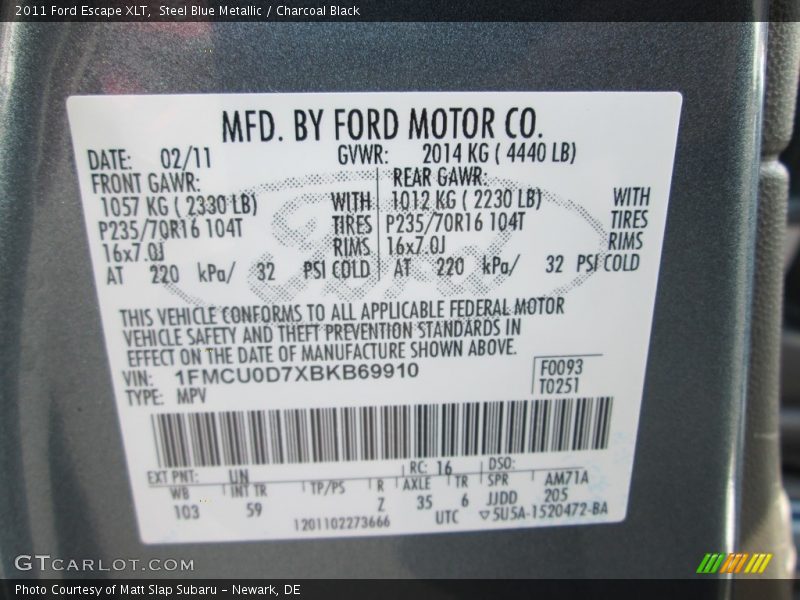 2011 Ford Escape XLT, Steel Blue Metallic / Charcoal Black
MFD. BY FORD MOTOR CO.
DATE: 02/11 GVWR: 2014 KG ( 4440 LB)
FRONT GAWR: REAR GAWR:
1057 KG ( 2330 LB) WITH 1012 KG ( 2230 LB) WITH
P235/70R16 104T TIRES P235/70R16 104T TIRES
16x7.0J RIMS 16x7.0J RIMS
AT 220 kPa/ 32 PSI COLD AT 220 kPa/ 32 PSI COLD
THIS VEHICLE CONFORMS TO ALL APPLICABLE FEDERAL MOTOR
VEHICLE SAFETY AND THEFT PREVENTION STANDARDS IN
EFFECT ON THE DATE OF MANUFACTURE SHOWN ABOVE.
VIN: 1FMCU0D7XBKB69910 F0093
TYPE: MPV T0251
EXT PNT: UN RC: 16 DSO:
WB INT TR TP/PS R AXLE TR SPR AM71A
103 59 Z 35 6 JJDD 205
1201102273666 UTC ▽5U5A-1520472-BA
Ford
GTCARLOT.COM
Photo Courtesy of Matt Slap Subaru – Newark, DE